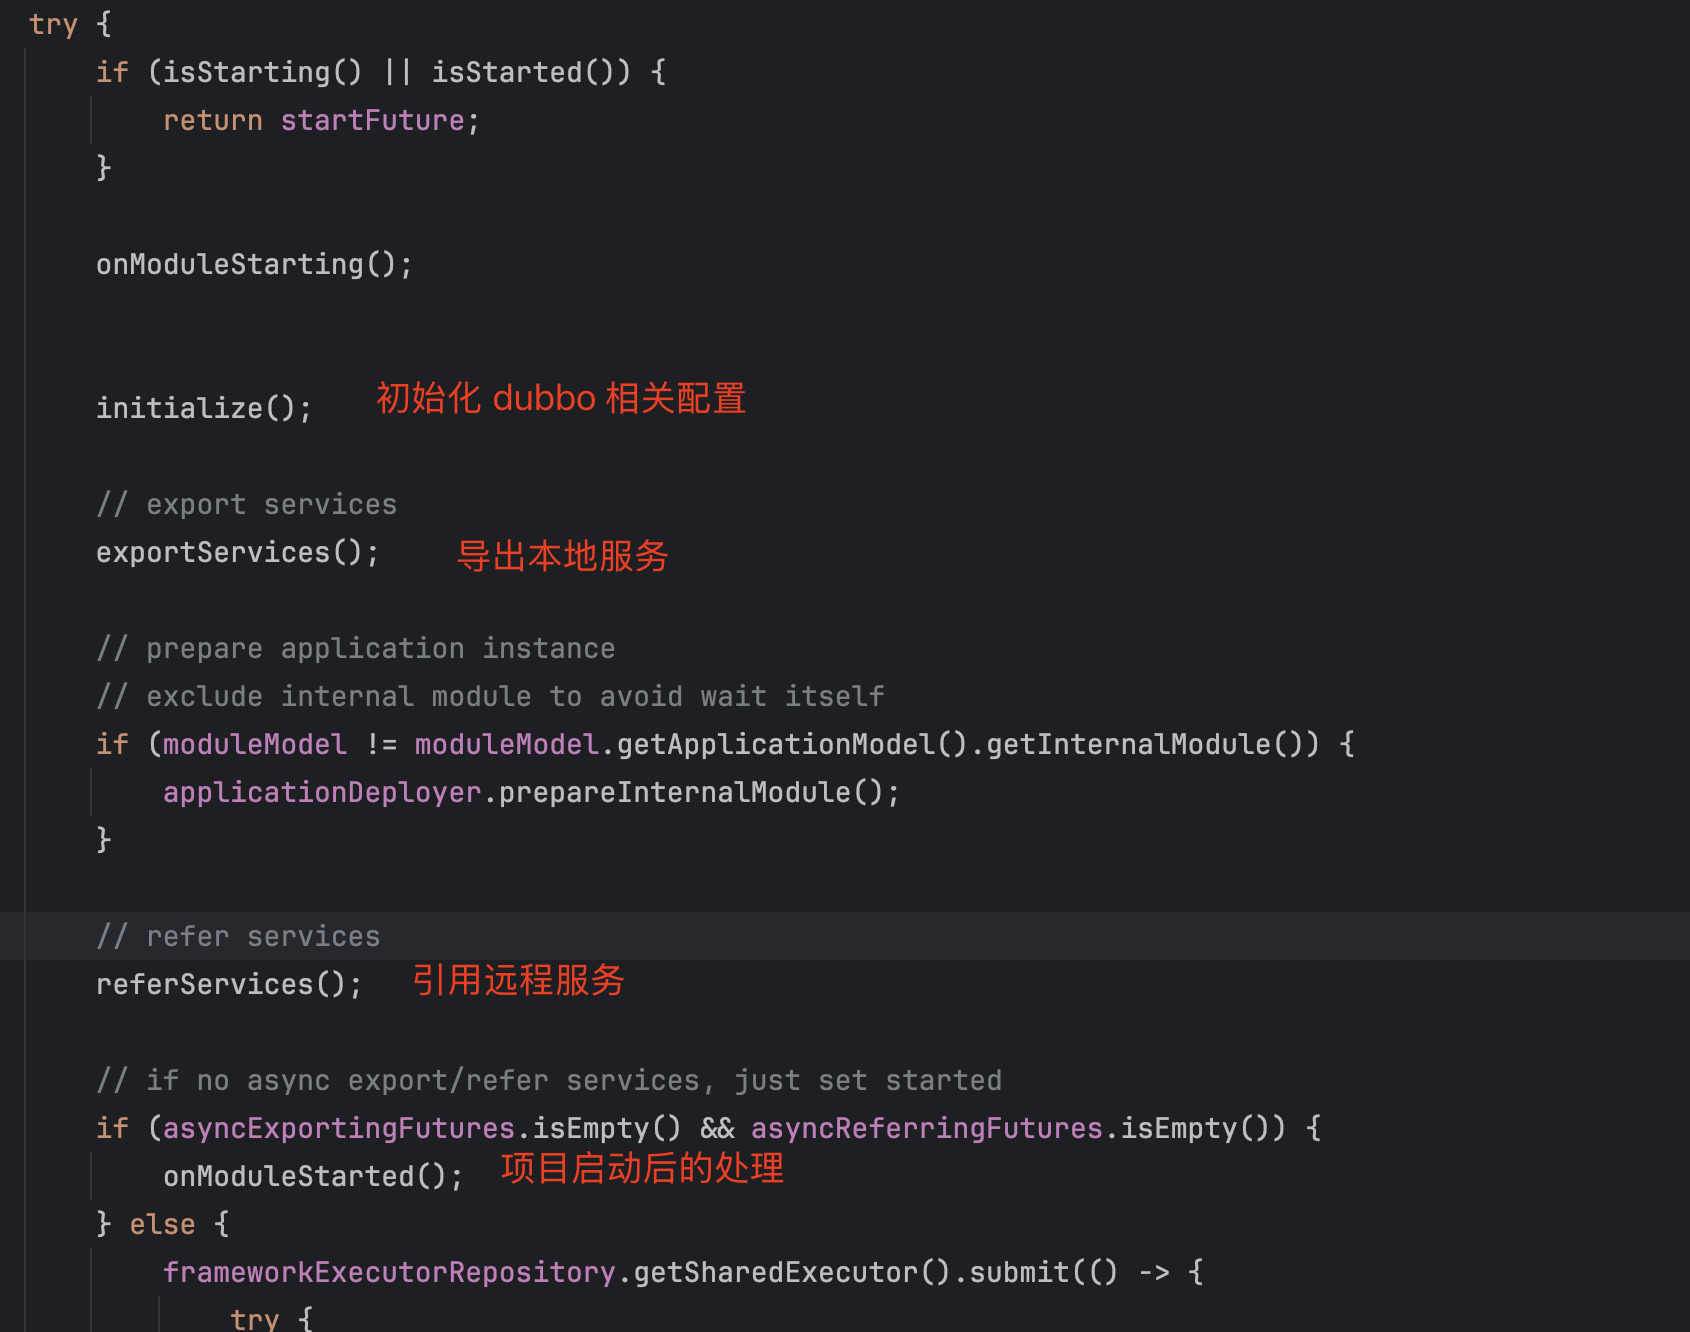 try {
if (isStarting() || isStarted()) {
return startFuture;
}
onModuleStarting();
initialize(); 初始化 dubbo 相关配置
// export services
exportServices(); 导出本地服务
// prepare application instance
// exclude internal module to avoid wait itself
if (moduleModel != moduleModel.getApplicationModel().getInternalModule()) {
applicationDeployer.prepareInternalModule();
}
// refer services
referServices(); 引用远程服务
// if no async export/refer services, just set started
if (asyncExportingFutures.isEmpty() && asyncReferringFutures.isEmpty()) {
onModuleStarted(); 项目启动后的处理
} else {
frameworkExecutorRepository.getSharedExecutor().submit(() -> {
try {